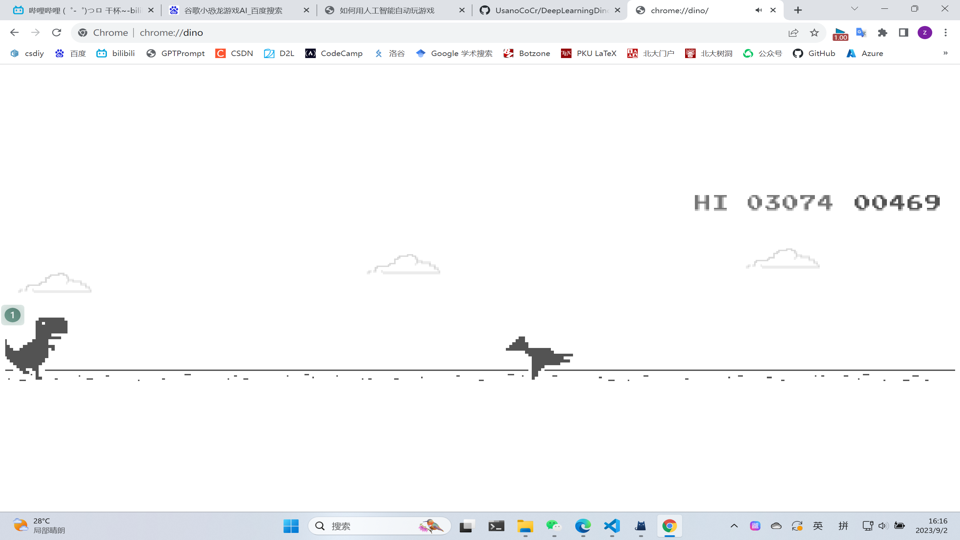 哔哩哔哩 (゜-゜)つロ 干杯~-bili
谷歌小恐龙游戏AI_百度搜索
如何用人工智能自动玩游戏
UsanoCoCr/DeepLearningDin
chrome://dino/
Chrome | chrome://dino
1.00
z
csdiy
百度
bilibili
GPTPrompt
CSDN
D2L
CodeCamp
洛谷
Google 学术搜索
Botzone
PKU LaTeX
北大门户
北大树洞
公众号
GitHub
Azure
»
HI 03074 00469
1
28°C
局部晴朗
搜索
英
拼
16:16
2023/9/2